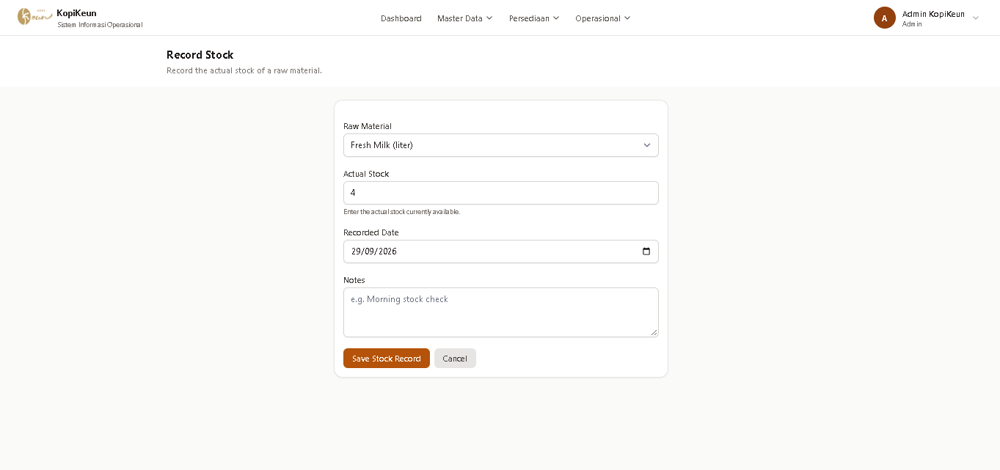 Keun
KopiKeun
Sistem Informasi Operasional
Dashboard
Master Data
Persediaan
Operasional
A
Admin KopiKeun
Admin
Record Stock
Record the actual stock of a raw material.
Raw Material
Fresh Milk (liter)
Actual Stock
4
Enter the actual stock currently available.
Recorded Date
29/09/2026
Notes
e.g. Morning stock check
Save Stock Record
Cancel